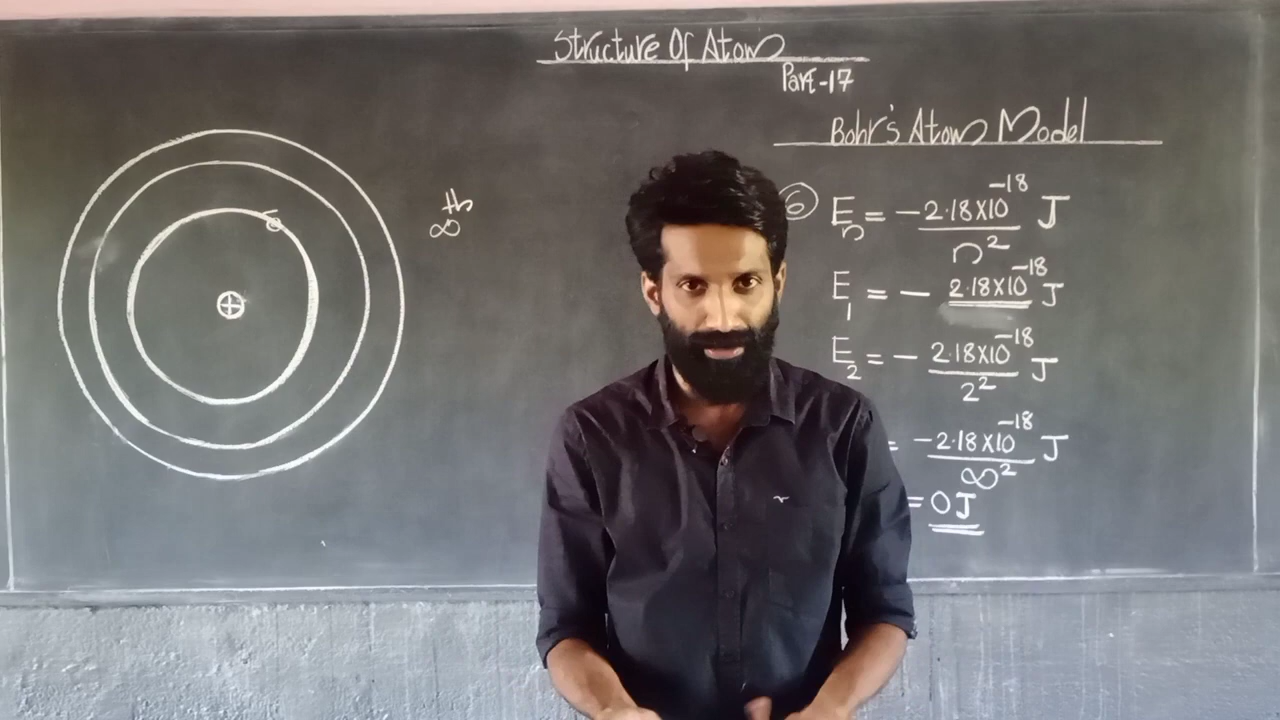 Structure Of Atom
Part-17
Bohr's Atom Model
∞ th
⑥ Eₙ = −2.18×10⁻¹⁸ / n² J
E₁ = − 2.18×10⁻¹⁸ J
E₂ = − 2.18×10⁻¹⁸ / 2² J
= −2.18×10⁻¹⁸ / ∞² J
= 0 J